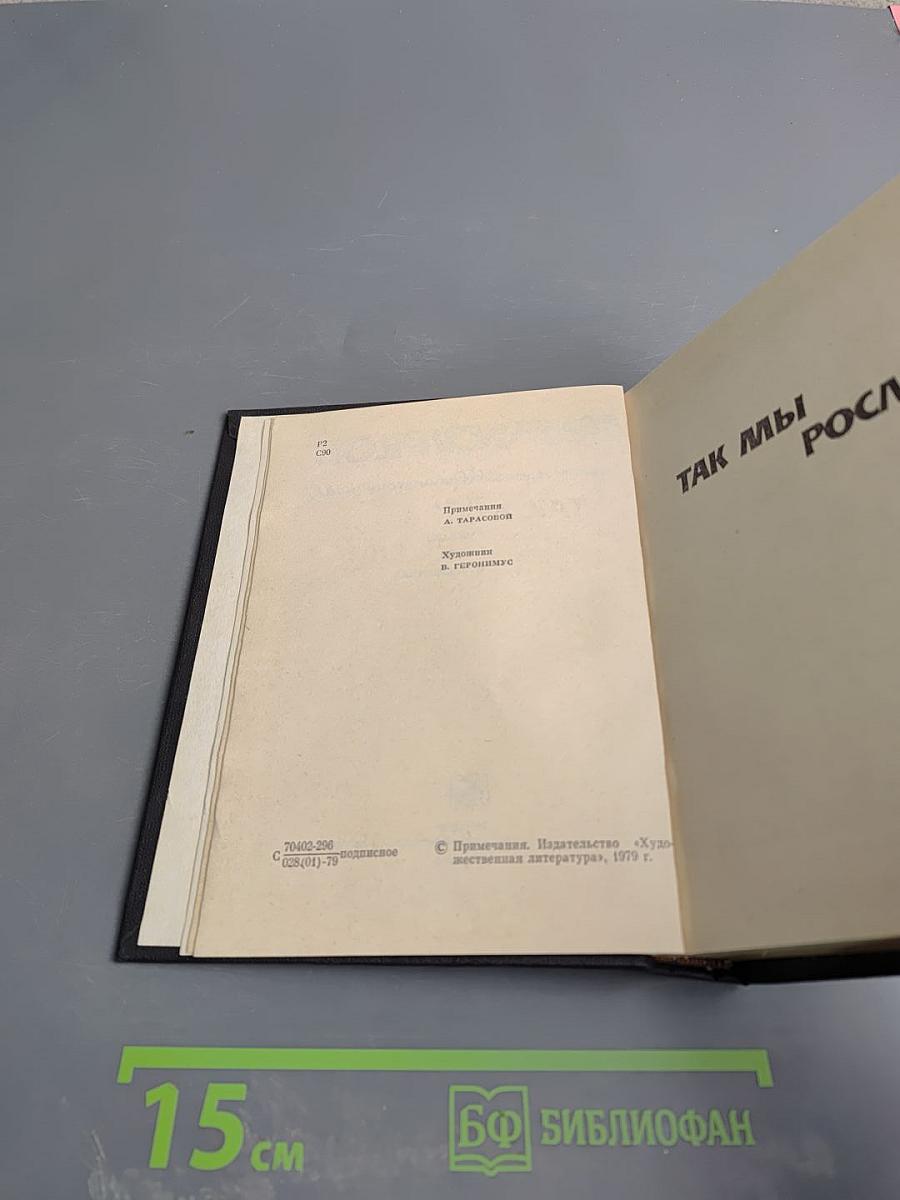 Р2
С90
Примечания
А. ТАРАСОВОЙ
Художник
В. ГЕРОНИМУС
С 70402-296
028(01)-79 подписное
© Примечания. Издательство «Худо-
жественная литература», 1979 г.
ТАК МЫ
РОСЛ
15 см
БФ БИБЛИОФАН